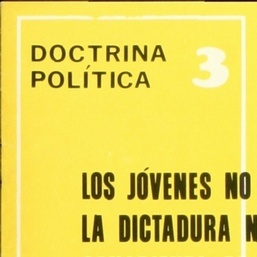 DOCTRINA 3
POLÍTICA
LOS JÓVENES NO
LA DICTADURA